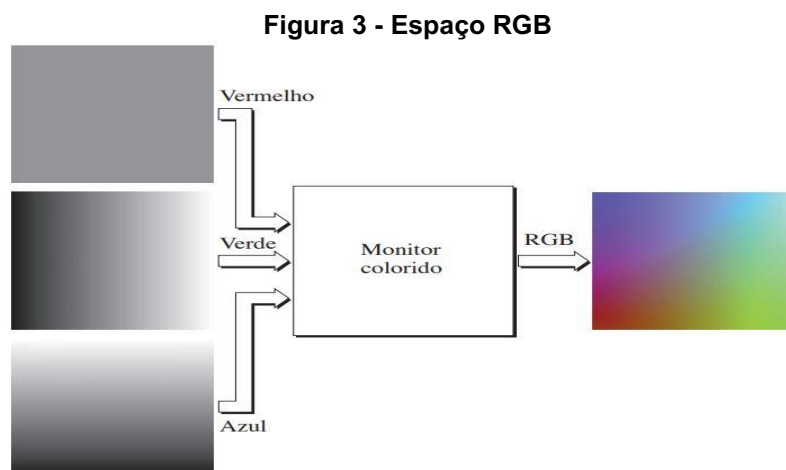 Figura 3 - Espaço RGB
Vermelho
Verde
Monitor
colorido
RGB
Azul